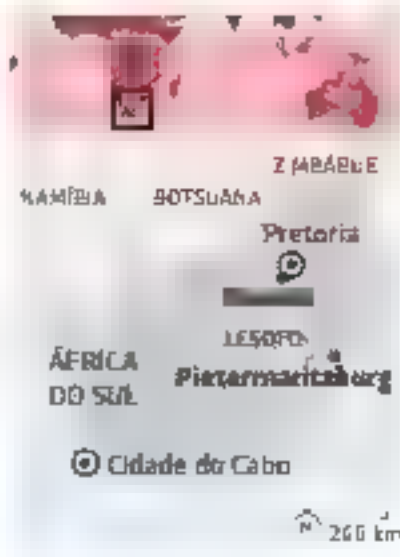 ZIMBÁBUE
NAMÍBIA BOTSUANA
Pretoria
LESOTO
ÁFRICA
DO SUL
Pietermaritzburg
Cidade do Cabo
N 200 km